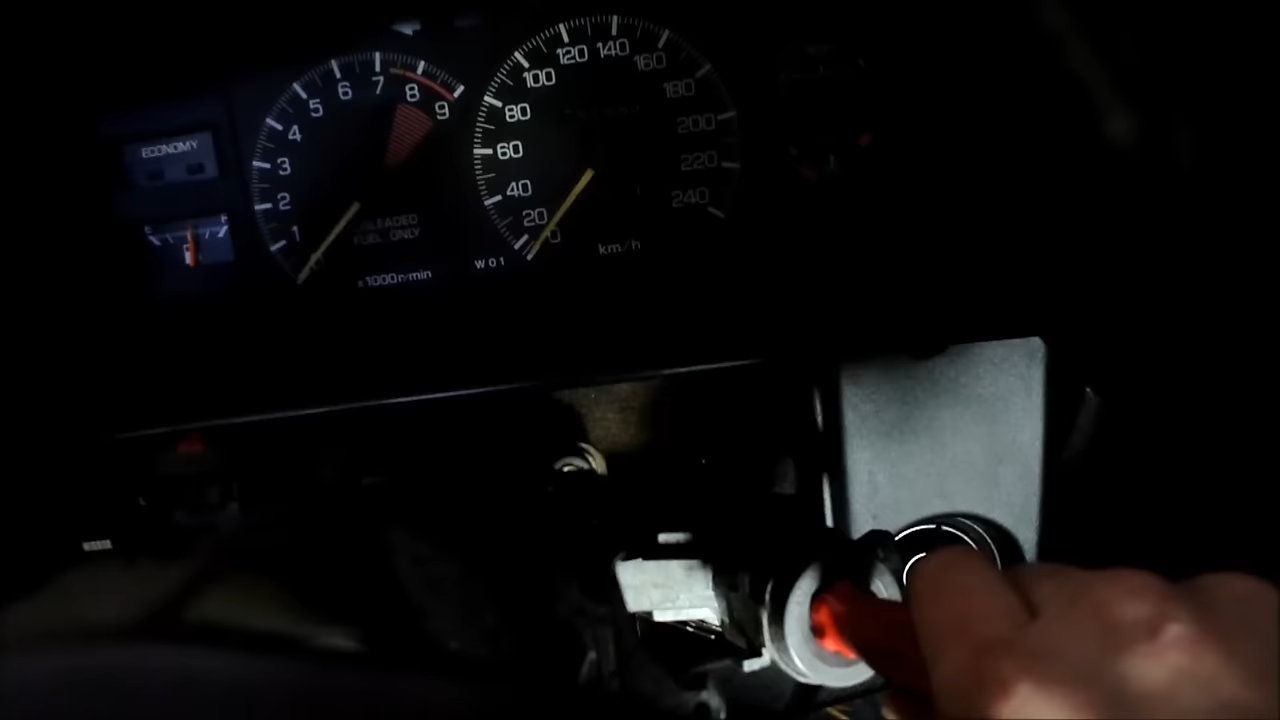 ECONOMY
E F
1 2 3 4 5 6 7 8 9
UNLEADED
FUEL ONLY
x1000r/min
0 20 40 60 80 100 120 140 160 180 200 220 240
W01
km/h